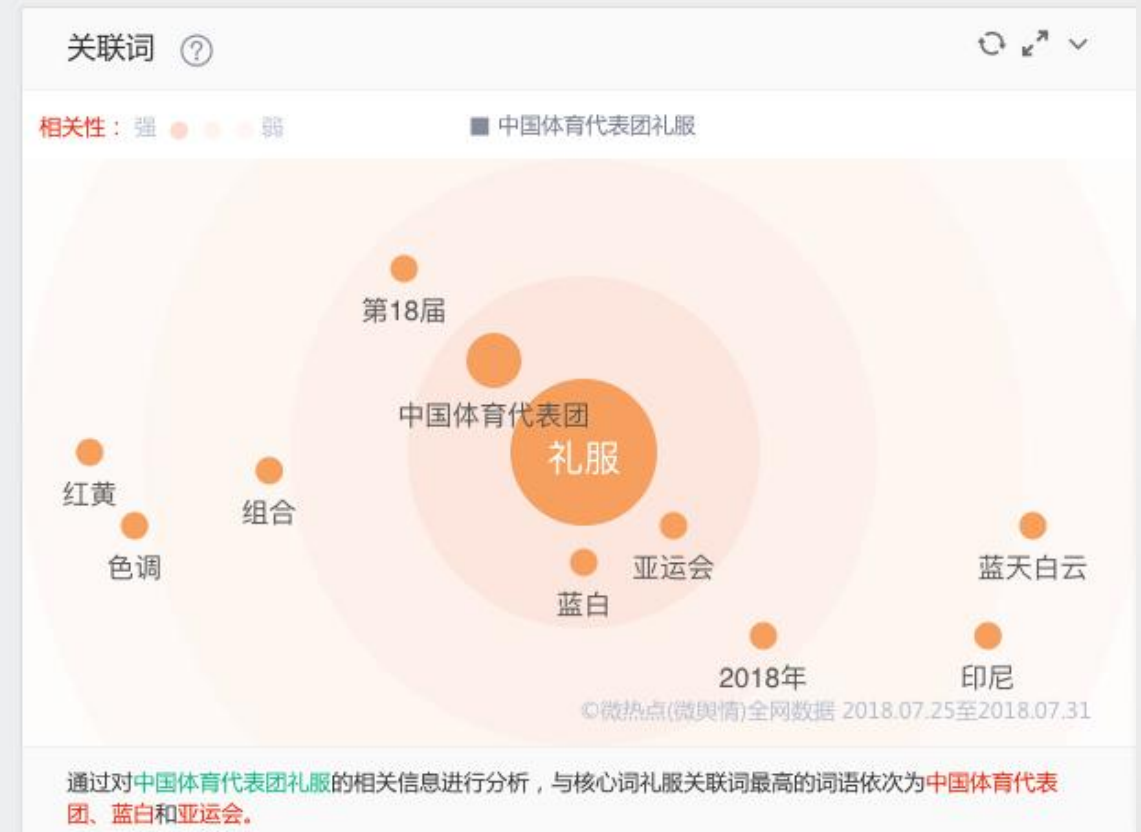 关联词 ?
相关性：强 弱
中国体育代表团礼服
第18届
中国体育代表团
礼服
红黄
组合
色调
亚运会
蓝天白云
蓝白
2018年
印尼
©微热点(微舆情)全网数据 2018.07.25至2018.07.31
通过对中国体育代表团礼服的相关信息进行分析，与核心词礼服关联词最高的词语依次为中国体育代表
团、蓝白和亚运会。